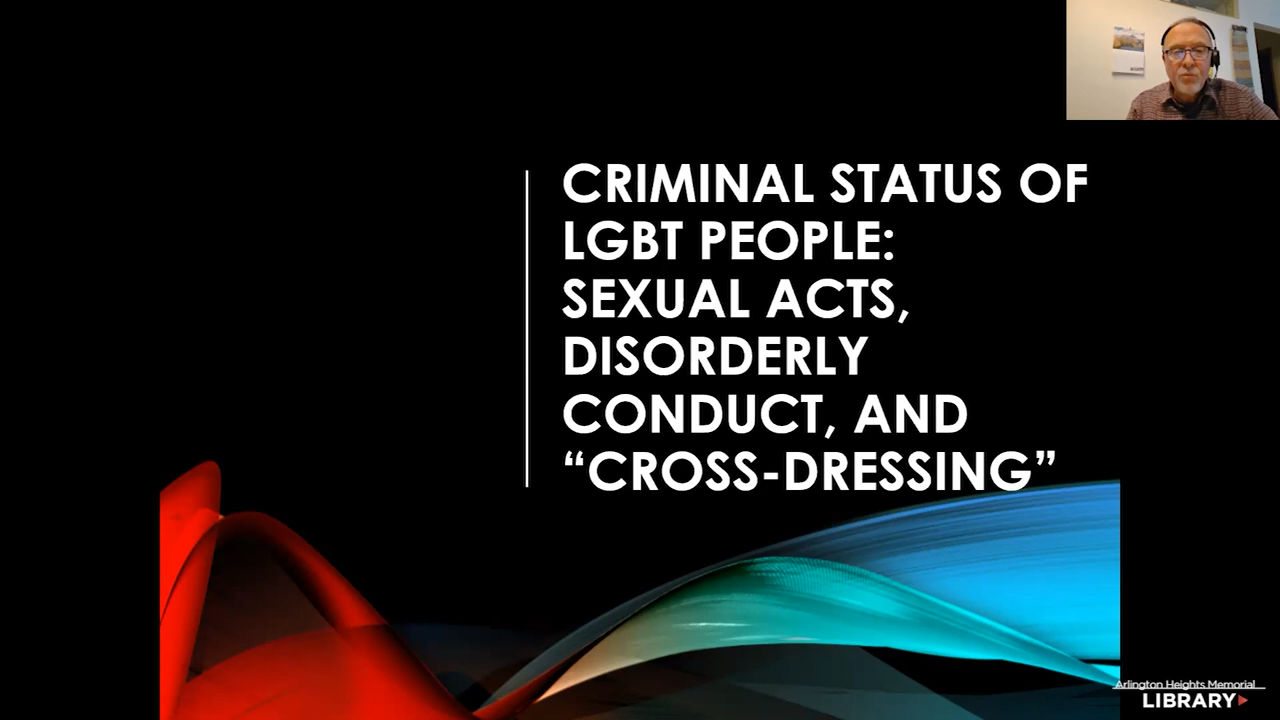 CRIMINAL STATUS OF
LGBT PEOPLE:
SEXUAL ACTS,
DISORDERLY
CONDUCT, AND
“CROSS-DRESSING”
Arlington Heights Memorial
LIBRARY